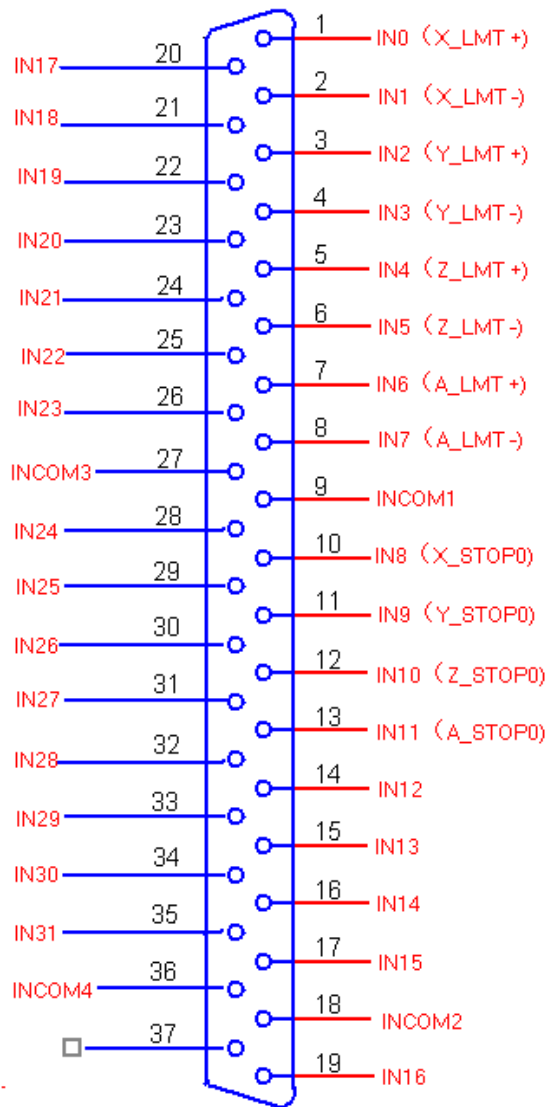 1 IN0 (X_LMT +)
20 IN17
2 IN1 (X_LMT -)
21 IN18
3 IN2 (Y_LMT +)
22 IN19
4 IN3 (Y_LMT -)
23 IN20
5 IN4 (Z_LMT +)
24 IN21
6 IN5 (Z_LMT -)
25 IN22
7 IN6 (A_LMT +)
26 IN23
8 IN7 (A_LMT -)
27 INCOM3
9 INCOM1
28 IN24
10 IN8 (X_STOP0)
29 IN25
11 IN9 (Y_STOP0)
30 IN26
12 IN10 (Z_STOP0)
31 IN27
13 IN11 (A_STOP0)
32 IN28
14 IN12
33 IN29
15 IN13
34 IN30
16 IN14
35 IN31
17 IN15
36 INCOM4
18 INCOM2
37
19 IN16